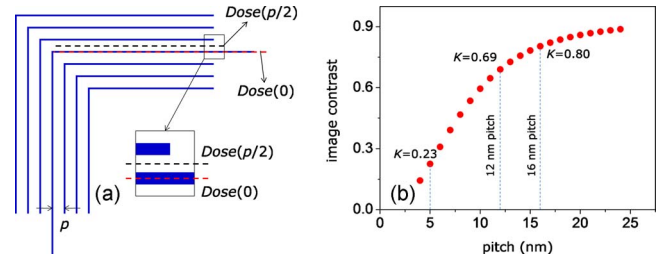 Dose(p/2)
Dose(0)
Dose(p/2)
Dose(0)
(a)
p
image contrast
0.9
0.6
0.3
0.0
K=0.69
K=0.80
K=0.23
12 nm pitch
16 nm pitch
(b)
0 5 10 15 20 25
pitch (nm)